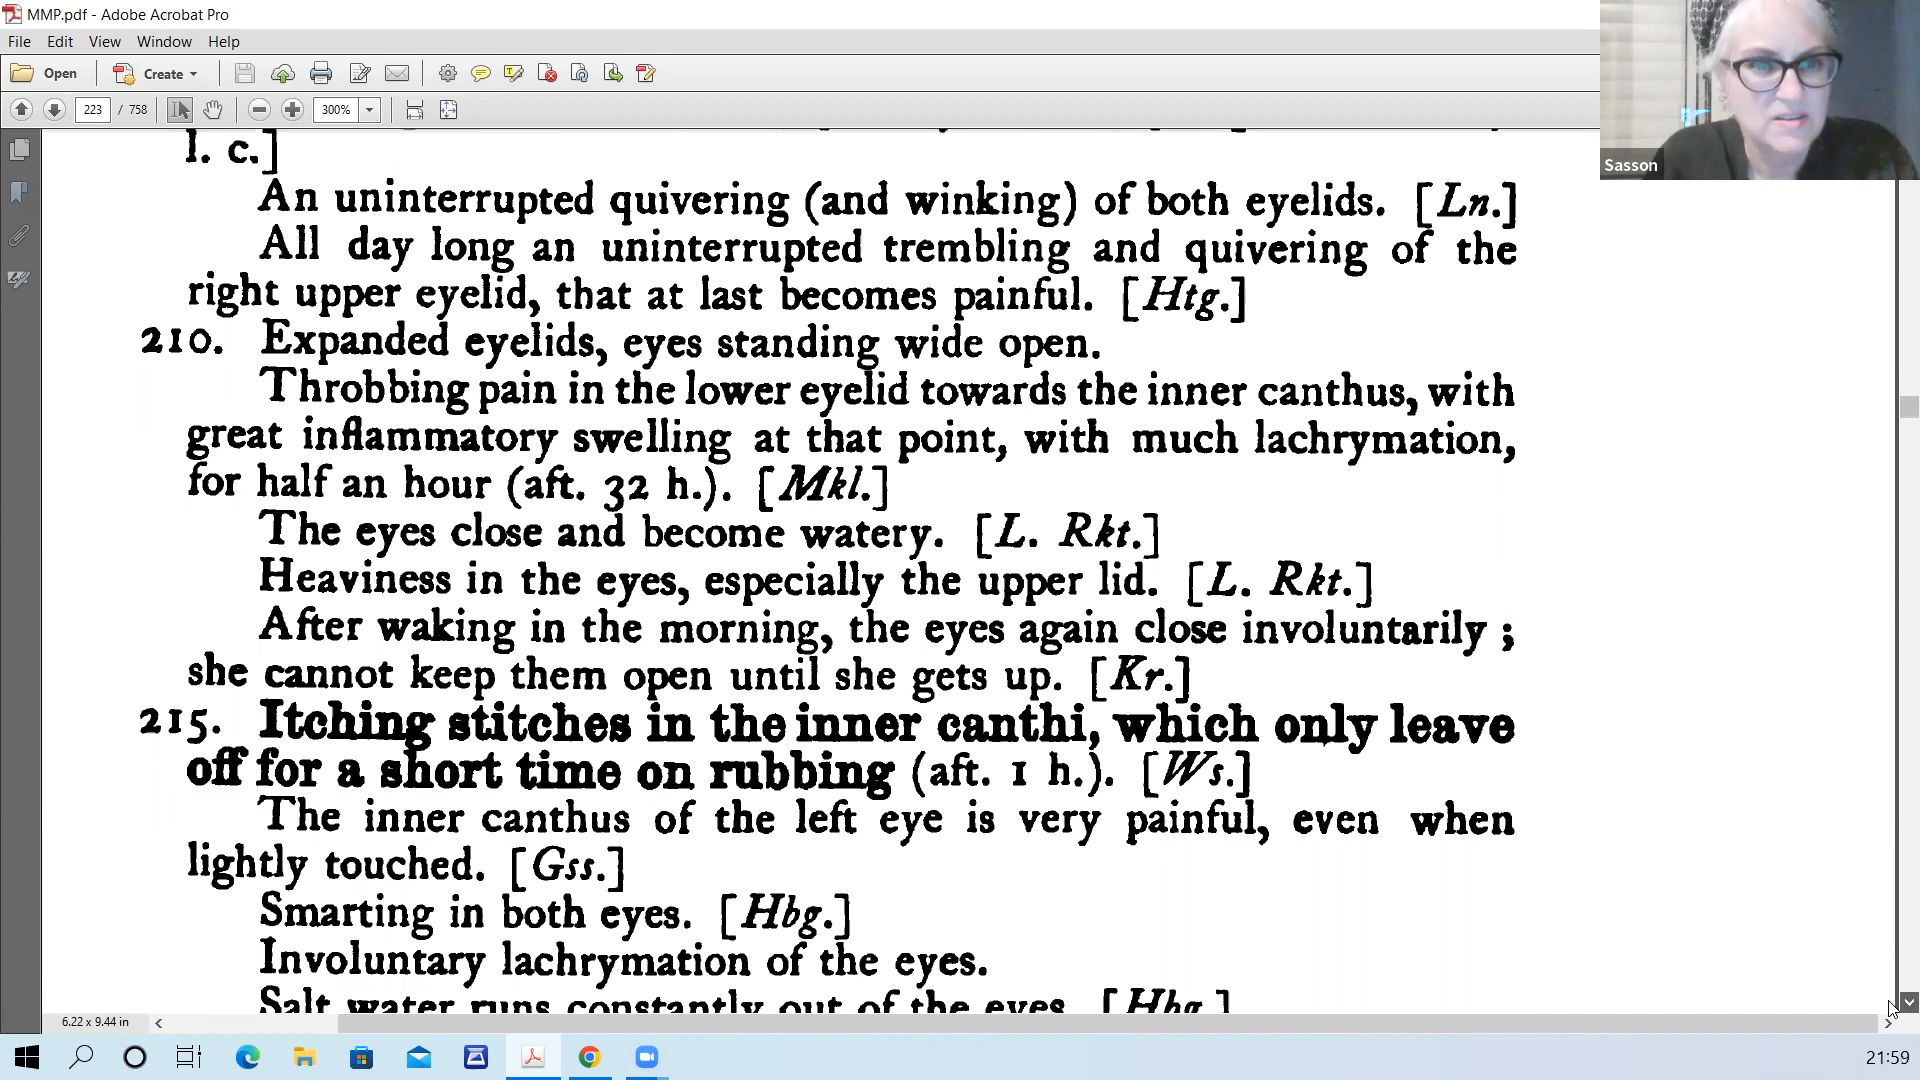 MMP.pdf - Adobe Acrobat Pro
File Edit View Window Help
Open Create
223 / 758 300%
Sasson
l. c.]
An uninterrupted quivering (and winking) of both eyelids. [Ln.]
All day long an uninterrupted trembling and quivering of the
right upper eyelid, that at last becomes painful. [Htg.]
210. Expanded eyelids, eyes standing wide open.
Throbbing pain in the lower eyelid towards the inner canthus, with
great inflammatory swelling at that point, with much lachrymation,
for half an hour (aft. 32 h.). [Mkl.]
The eyes close and become watery. [L. Rkt.]
Heaviness in the eyes, especially the upper lid. [L. Rkt.]
After waking in the morning, the eyes again close involuntarily ;
she cannot keep them open until she gets up. [Kr.]
215. Itching stitches in the inner canthi, which only leave
off for a short time on rubbing (aft. 1 h.). [Ws.]
The inner canthus of the left eye is very painful, even when
lightly touched. [Gss.]
Smarting in both eyes. [Hbg.]
Involuntary lachrymation of the eyes.
Salt water runs constantly out of the eyes. [Hbg.]
6.22 x 9.44 in
21:59